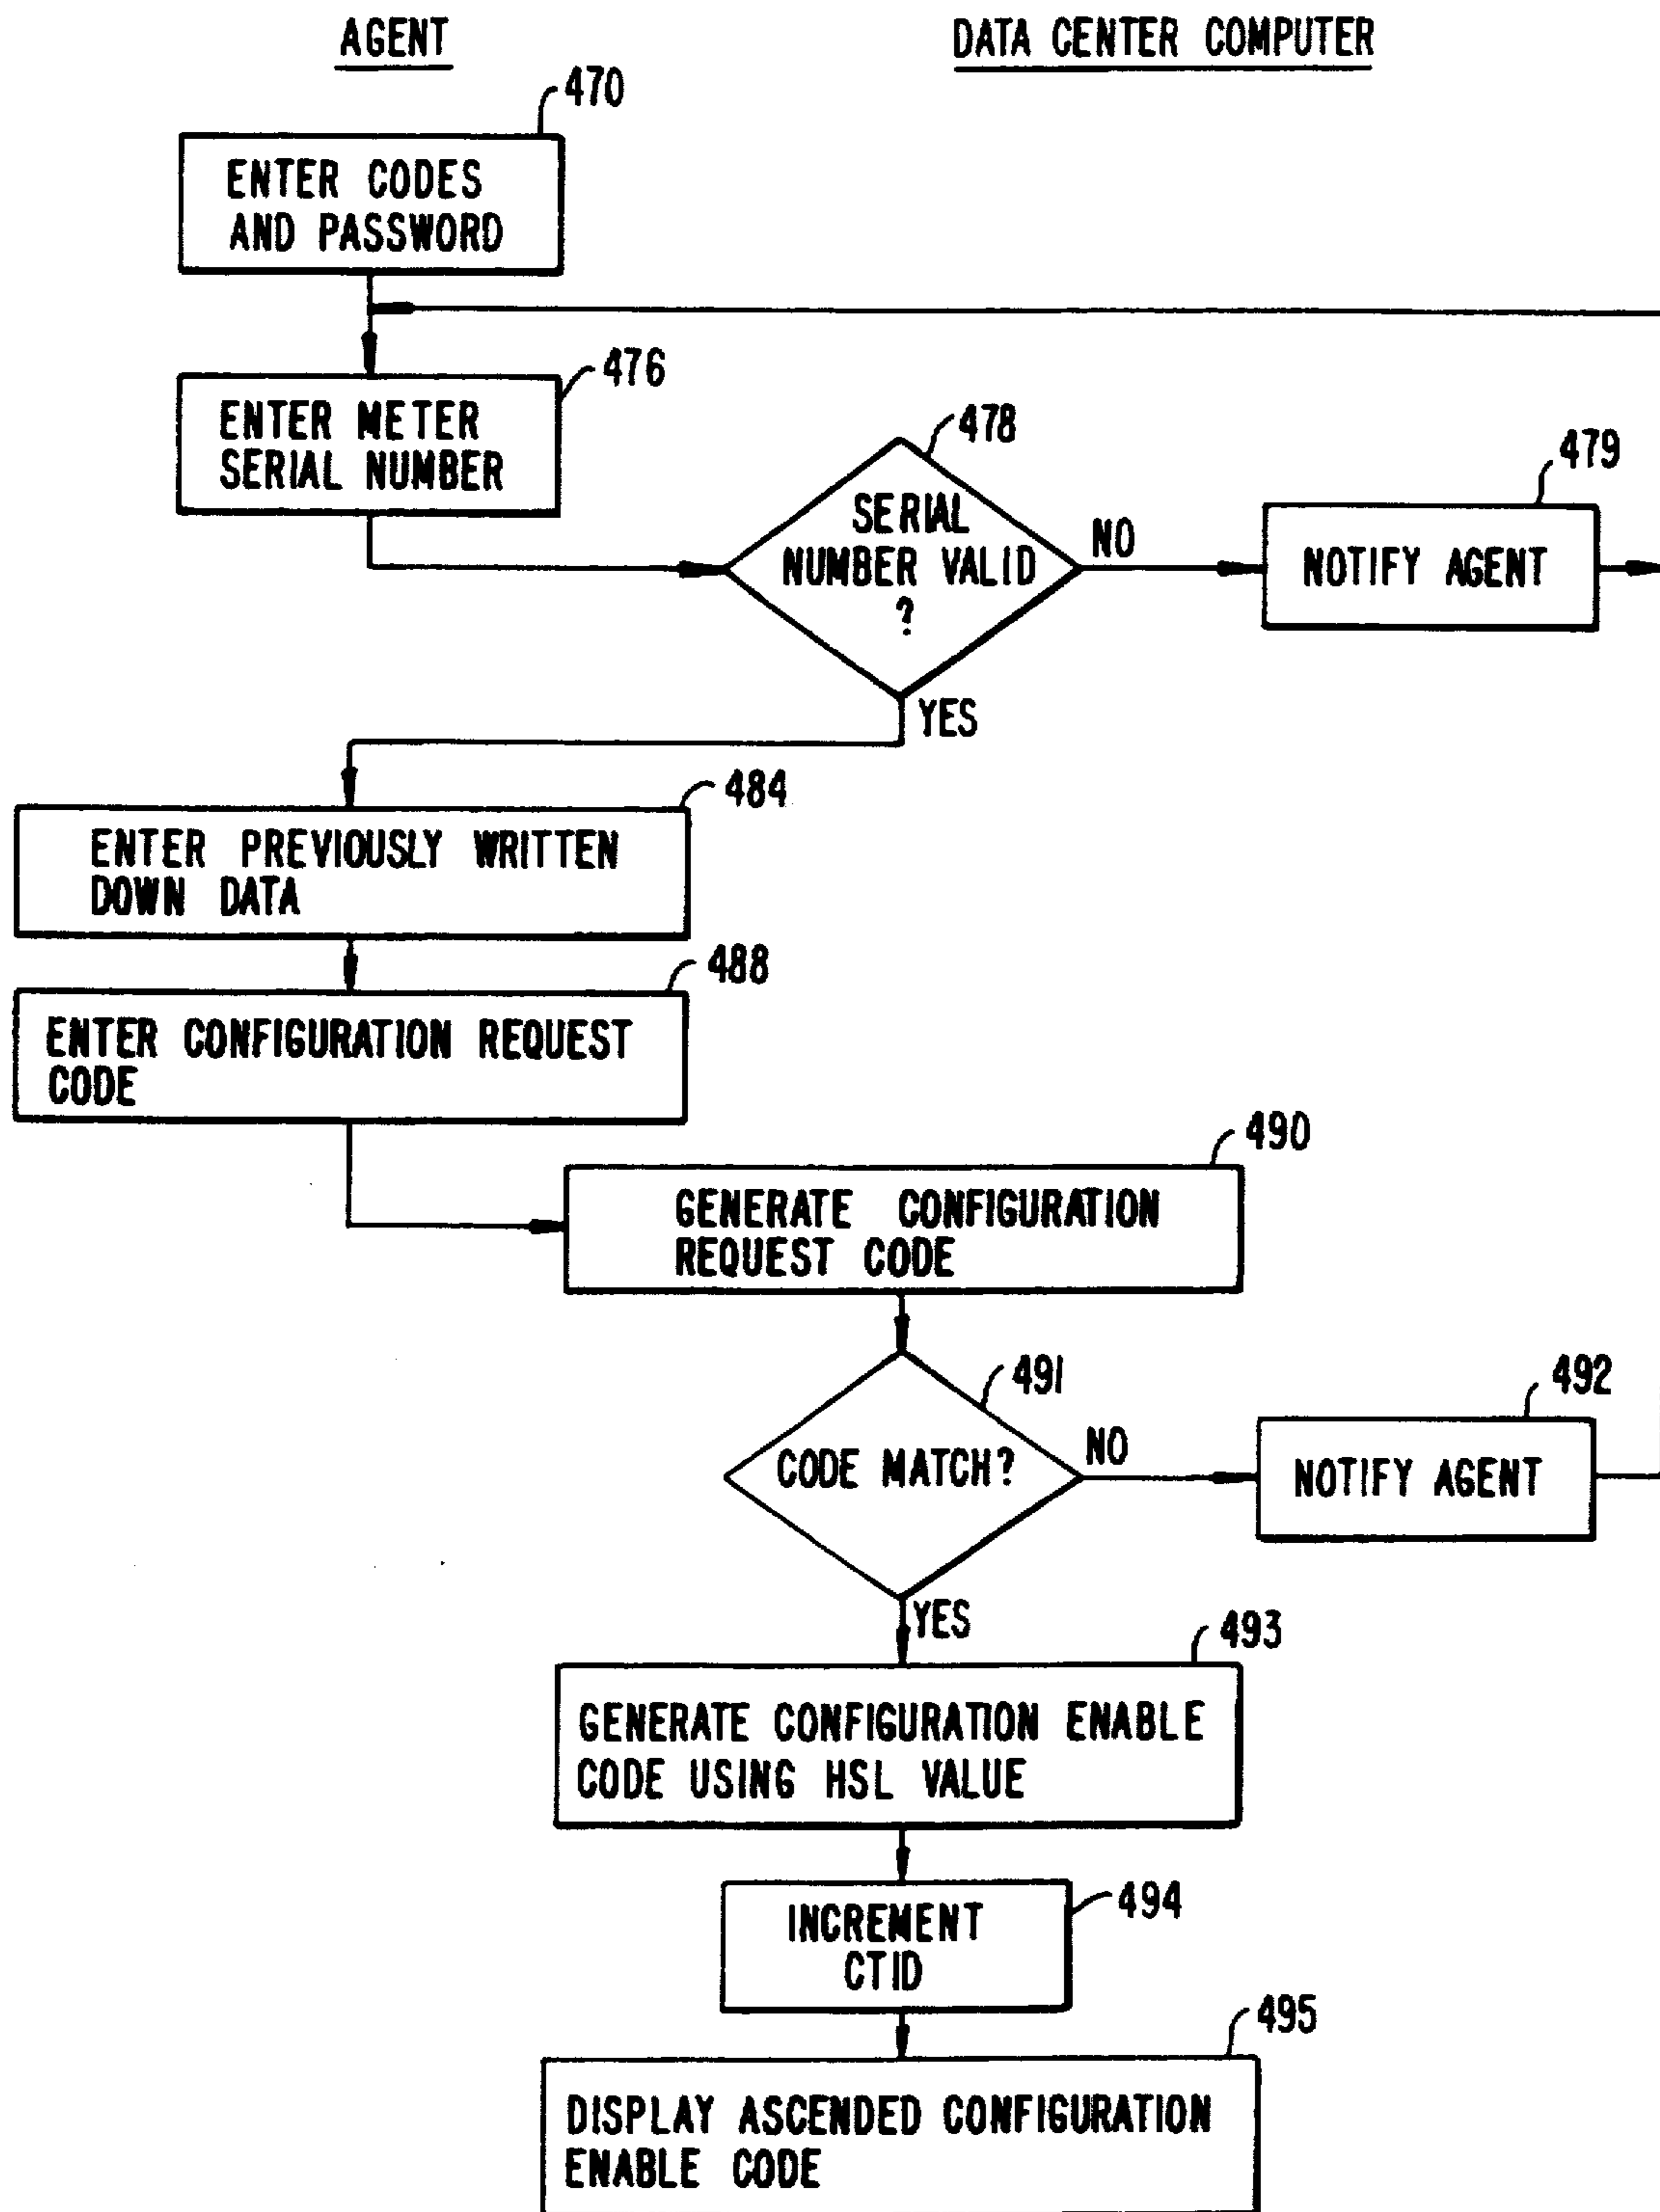 AGENT
DATA CENTER COMPUTER
470
ENTER CODES
AND PASSWORD
476
ENTER METER
SERIAL NUMBER
478
SERIAL
NUMBER VALID
?
NO
479
NOTIFY AGENT
YES
484
ENTER PREVIOUSLY WRITTEN
DOWN DATA
488
ENTER CONFIGURATION REQUEST
CODE
490
GENERATE CONFIGURATION
REQUEST CODE
491
CODE MATCH?
NO
492
NOTIFY AGENT
YES
493
GENERATE CONFIGURATION ENABLE
CODE USING HSL VALUE
494
INCREMENT
CTID
495
DISPLAY ASCENDED CONFIGURATION
ENABLE CODE